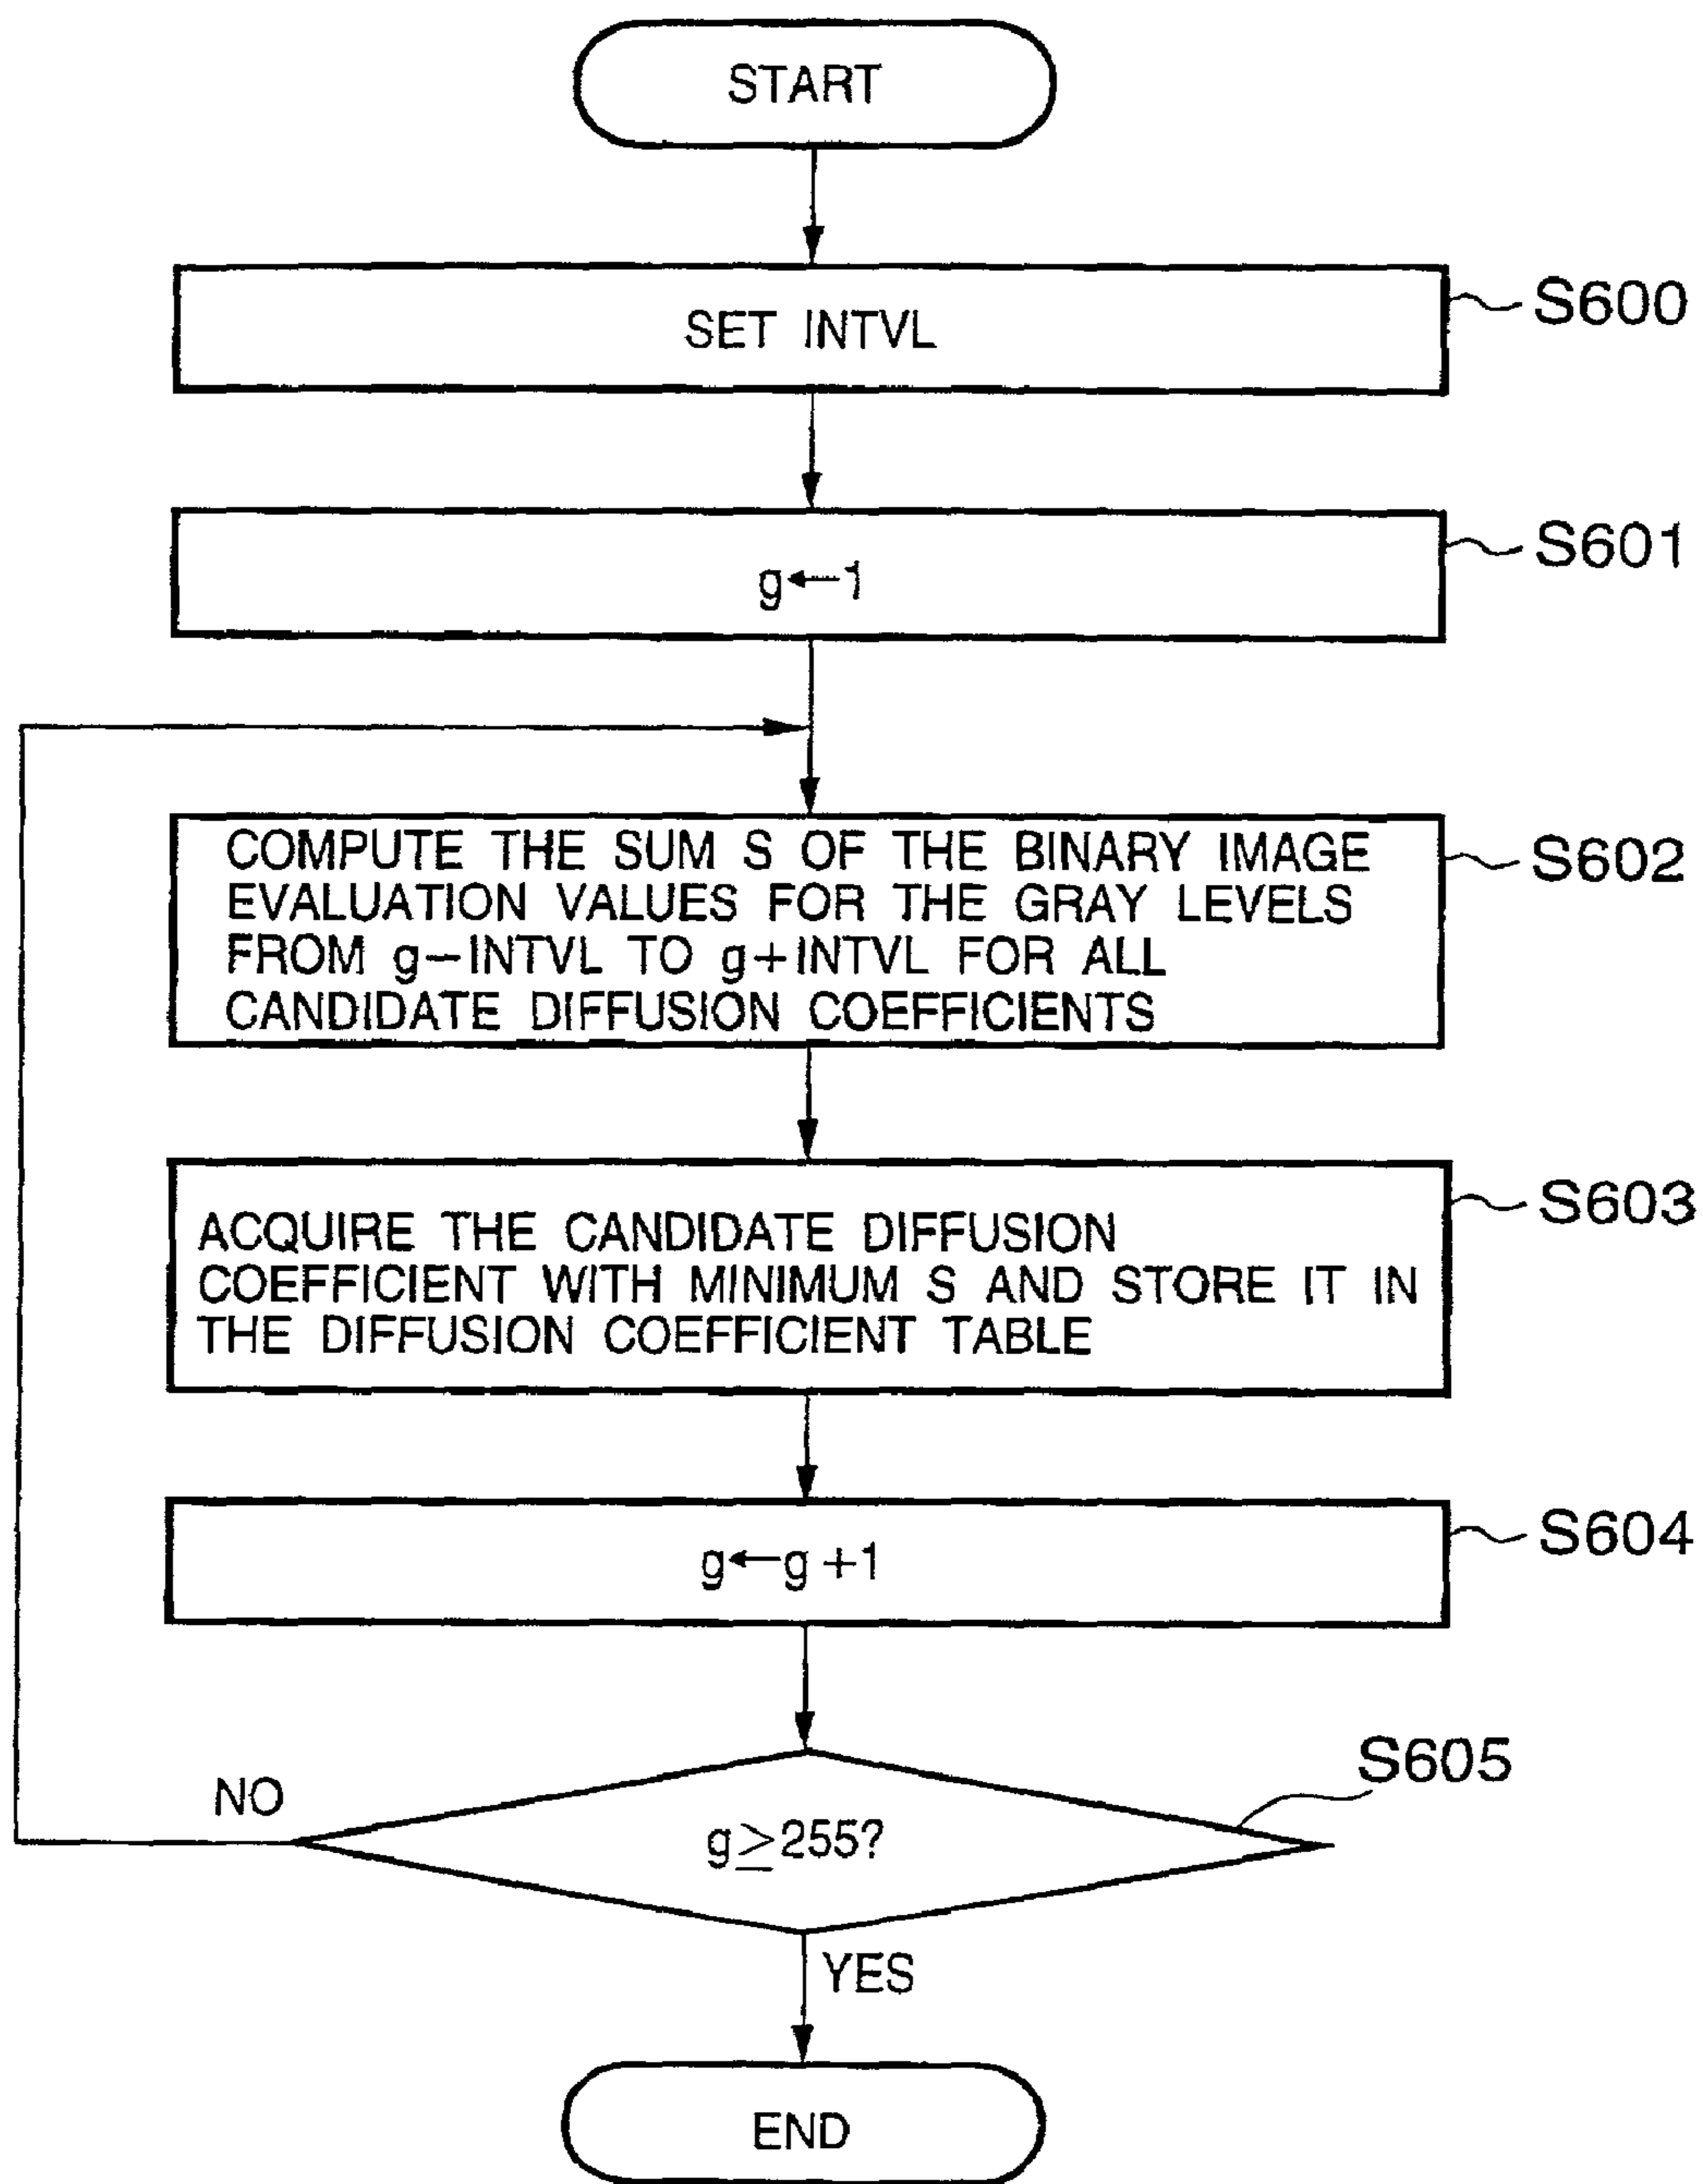 START
SET INTVL
S600
g←1
S601
COMPUTE THE SUM S OF THE BINARY IMAGE
EVALUATION VALUES FOR THE GRAY LEVELS
FROM g−INTVL TO g+INTVL FOR ALL
CANDIDATE DIFFUSION COEFFICIENTS
S602
ACQUIRE THE CANDIDATE DIFFUSION
COEFFICIENT WITH MINIMUM S AND STORE IT IN
THE DIFFUSION COEFFICIENT TABLE
S603
g←g+1
S604
S605
NO
g≥255?
YES
END